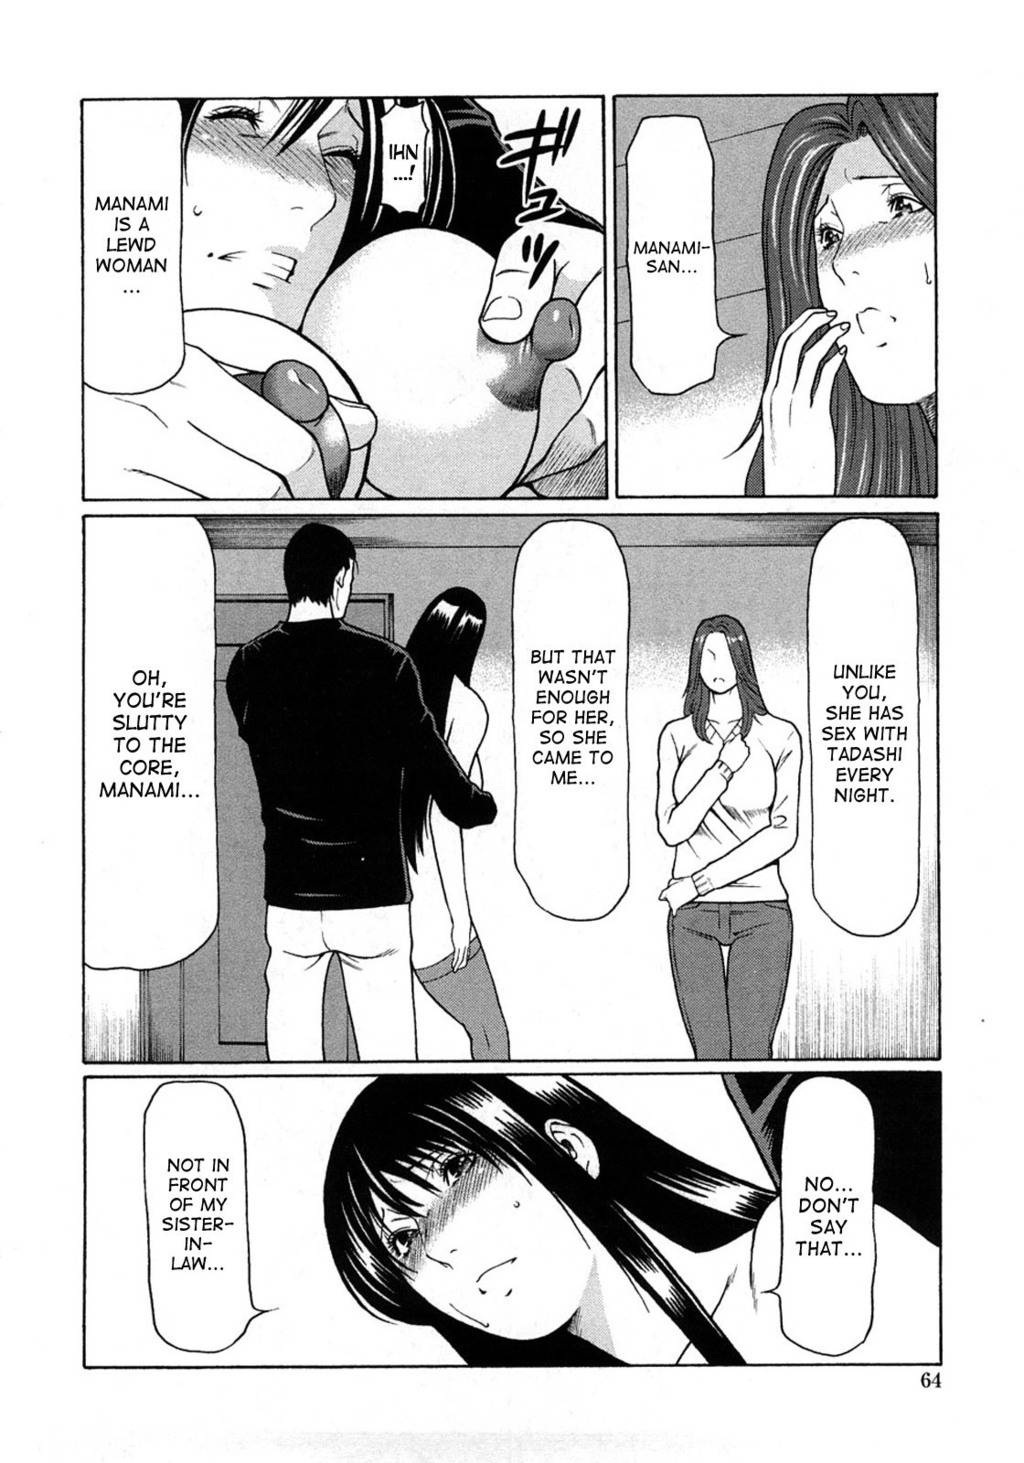 MANAMI-
SAN...
IHN
...!
ギュ
MANAMI
IS A
LEWD
WOMAN
...
UNLIKE
YOU,
SHE HAS
SEX WITH
TADASHI
EVERY
NIGHT.
BUT THAT
WASN'T
ENOUGH
FOR HER,
SO SHE
CAME TO
ME...
OH,
YOU'RE
SLUTTY
TO THE
CORE,
MANAMI...
NO...
DON'T
SAY
THAT...
NOT IN
FRONT
OF MY
SISTER-
IN-
LAW...
64